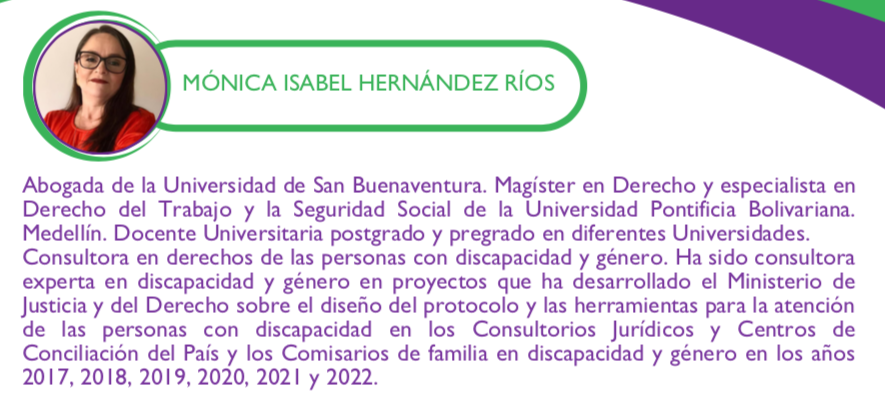 MÓNICA ISABEL HERNÁNDEZ RÍOS
Abogada de la Universidad de San Buenaventura. Magíster en Derecho y especialista en
Derecho del Trabajo y la Seguridad Social de la Universidad Pontificia Bolivariana.
Medellín. Docente Universitaria postgrado y pregrado en diferentes Universidades.
Consultora en derechos de las personas con discapacidad y género. Ha sido consultora
experta en discapacidad y género en proyectos que ha desarrollado el Ministerio de
Justicia y del Derecho sobre el diseño del protocolo y las herramientas para la atención
de las personas con discapacidad en los Consultorios Jurídicos y Centros de
Conciliación del País y los Comisarios de familia en discapacidad y género en los años
2017, 2018, 2019, 2020, 2021 y 2022.